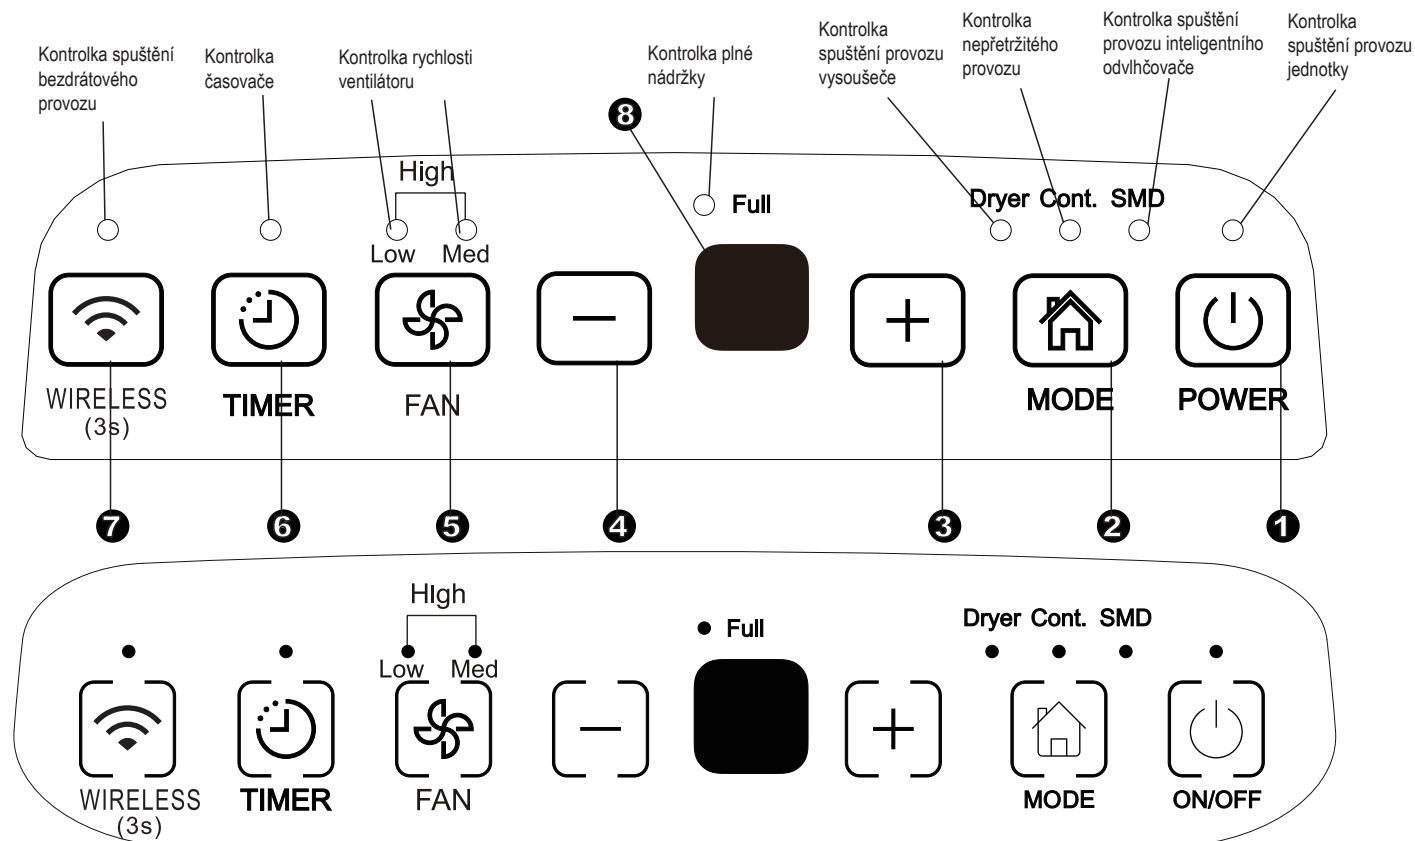 Kontrolka spuštění
bezdrátového
provozu
Kontrolka
časovače
Kontrolka rychlosti
ventilátoru
Kontrolka plné
nádržky
Kontrolka
spuštění provozu
vysoušeče
Kontrolka
nepřetržitého
provozu
Kontrolka spuštění
provozu inteligentního
odvlhčovače
Kontrolka
spuštění provozu
jednotky
8
High
Full
Dryer Cont. SMD
Low Med
WIRELESS
(3s)
TIMER
FAN
MODE
POWER
7 6 5 4 3 2 1
High
Full
Dryer Cont. SMD
Low Med
WIRELESS
(3s)
TIMER
FAN
MODE
ON/OFF